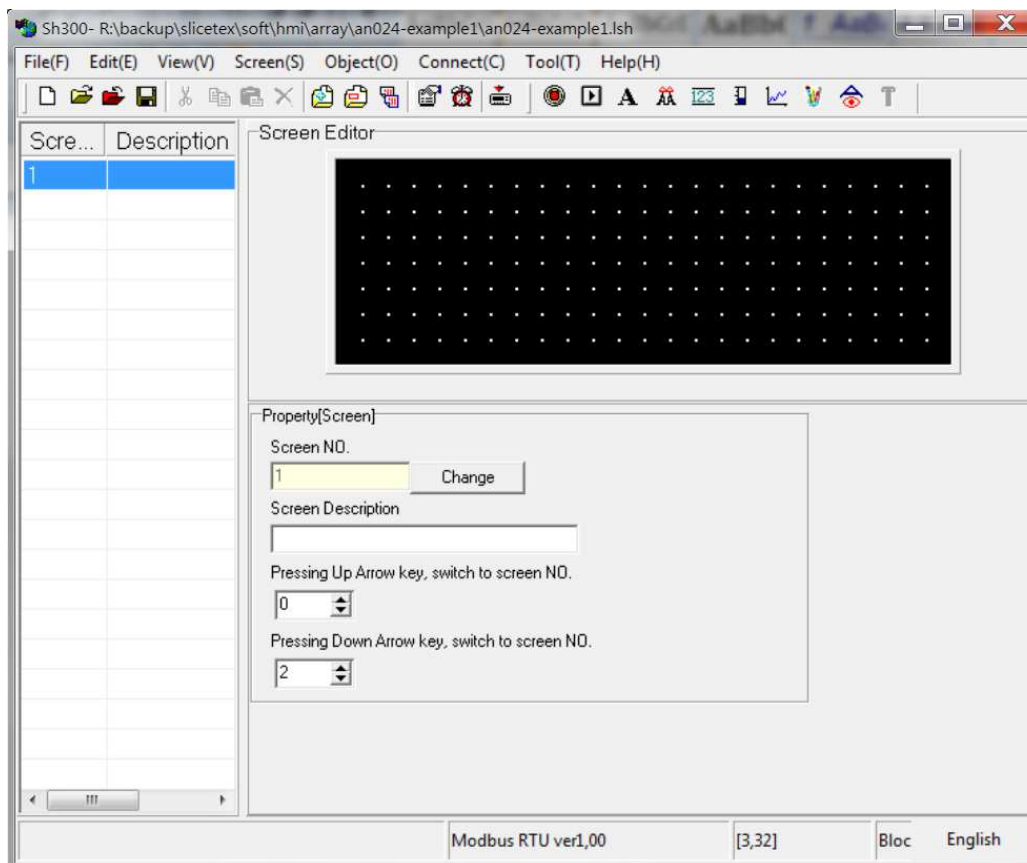 Sh300- R:\backup\slicetex\soft\hmi\array\an024-example1\an024-example1.lsh
File(F) Edit(E) View(V) Screen(S) Object(O) Connect(C) Tool(T) Help(H)
A 123 T
Scre... Description
1
Screen Editor
Property[Screen]
Screen NO.
1 Change
Screen Description
Pressing Up Arrow key, switch to screen NO.
0
Pressing Down Arrow key, switch to screen NO.
2
Modbus RTU ver1,00 [3,32] Bloc English